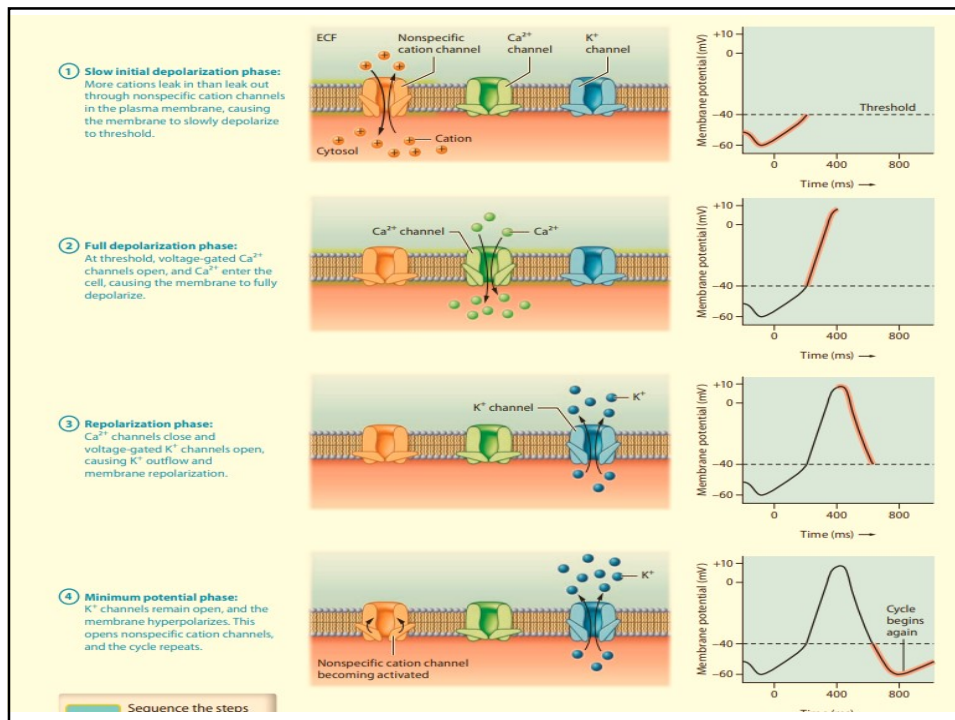 1 Slow initial depolarization phase:
More cations leak in than leak out
through nonspecific cation channels
in the plasma membrane, causing
the membrane to slowly depolarize
to threshold.
ECF
Nonspecific
cation channel
Ca²⁺
channel
K⁺
channel
Cation
Cytosol
Membrane potential (mV)
+10
0
−40
−60
Threshold
0 400 800
Time (ms)
2 Full depolarization phase:
At threshold, voltage-gated Ca²⁺
channels open, and Ca²⁺ enter the
cell, causing the membrane to fully
depolarize.
Ca²⁺ channel
Ca²⁺
Membrane potential (mV)
+10
0
−40
−60
0 400 800
Time (ms)
3 Repolarization phase:
Ca²⁺ channels close and
voltage-gated K⁺ channels open,
causing K⁺ outflow and
membrane repolarization.
K⁺ channel
K⁺
Membrane potential (mV)
+10
0
−40
−60
0 400 800
Time (ms)
4 Minimum potential phase:
K⁺ channels remain open, and the
membrane hyperpolarizes. This
opens nonspecific cation channels,
and the cycle repeats.
K⁺
Nonspecific cation channel
becoming activated
Membrane potential (mV)
+10
0
−40
−60
Cycle
begins
again
0 400 800
Time (ms)
Sequence the steps